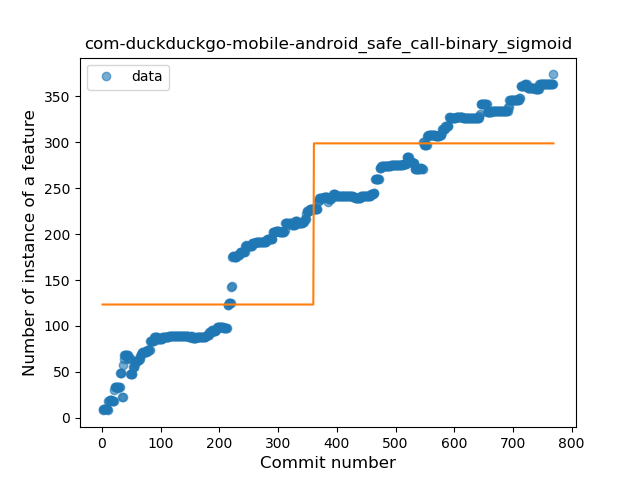 com-duckduckgo-mobile-android_safe_call-binary_sigmoid
data
Number of instance of a feature
350
300
250
200
150
100
50
0
0 100 200 300 400 500 600 700 800
Commit number